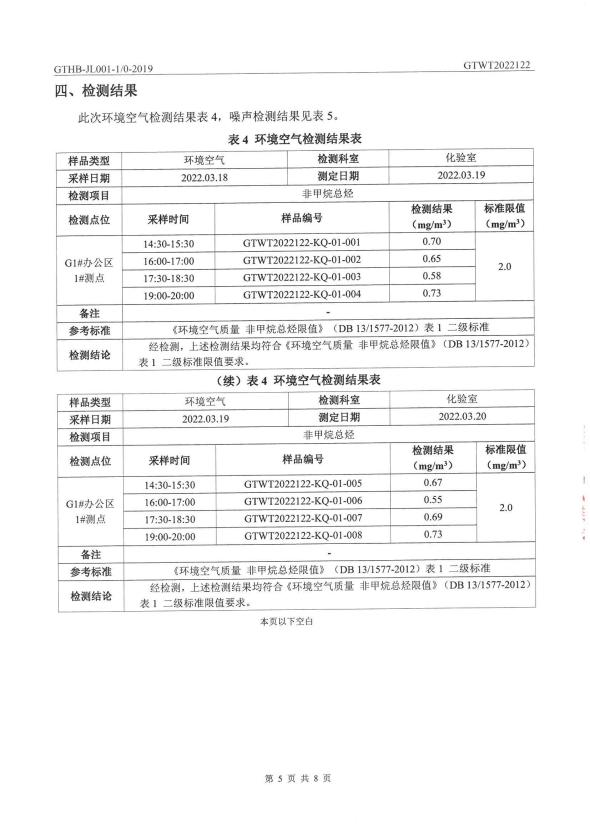 GTHB-JL001-1/0-2019 GTWT2022122
四、检测结果
此次环境空气检测结果表 4，噪声检测结果见表 5。
表 4 环境空气检测结果表
样品类型 环境空气 检测科室 化验室
采样日期 2022.03.18 测定日期 2022.03.19
检测项目 非甲烷总烃
检测点位 采样时间 样品编号 检测结果（mg/m³） 标准限值（mg/m³）
G1#办公区1#测点 14:30-15:30 GTWT2022122-KQ-01-001 0.70 2.0
16:00-17:00 GTWT2022122-KQ-01-002 0.65
17:30-18:30 GTWT2022122-KQ-01-003 0.58
19:00-20:00 GTWT2022122-KQ-01-004 0.73
备注 -
参考标准 《环境空气质量 非甲烷总烃限值》（DB 13/1577-2012）表 1 二级标准
检测结论 经检测，上述检测结果均符合《环境空气质量 非甲烷总烃限值》（DB 13/1577-2012）
表 1 二级标准限值要求。
（续）表 4 环境空气检测结果表
样品类型 环境空气 检测科室 化验室
采样日期 2022.03.19 测定日期 2022.03.20
检测项目 非甲烷总烃
检测点位 采样时间 样品编号 检测结果（mg/m³） 标准限值（mg/m³）
G1#办公区1#测点 14:30-15:30 GTWT2022122-KQ-01-005 0.67 2.0
16:00-17:00 GTWT2022122-KQ-01-006 0.55
17:30-18:30 GTWT2022122-KQ-01-007 0.69
19:00-20:00 GTWT2022122-KQ-01-008 0.73
备注 -
参考标准 《环境空气质量 非甲烷总烃限值》（DB 13/1577-2012）表 1 二级标准
检测结论 经检测，上述检测结果均符合《环境空气质量 非甲烷总烃限值》（DB 13/1577-2012）
表 1 二级标准限值要求。
本页以下空白
第 5 页 共 8 页